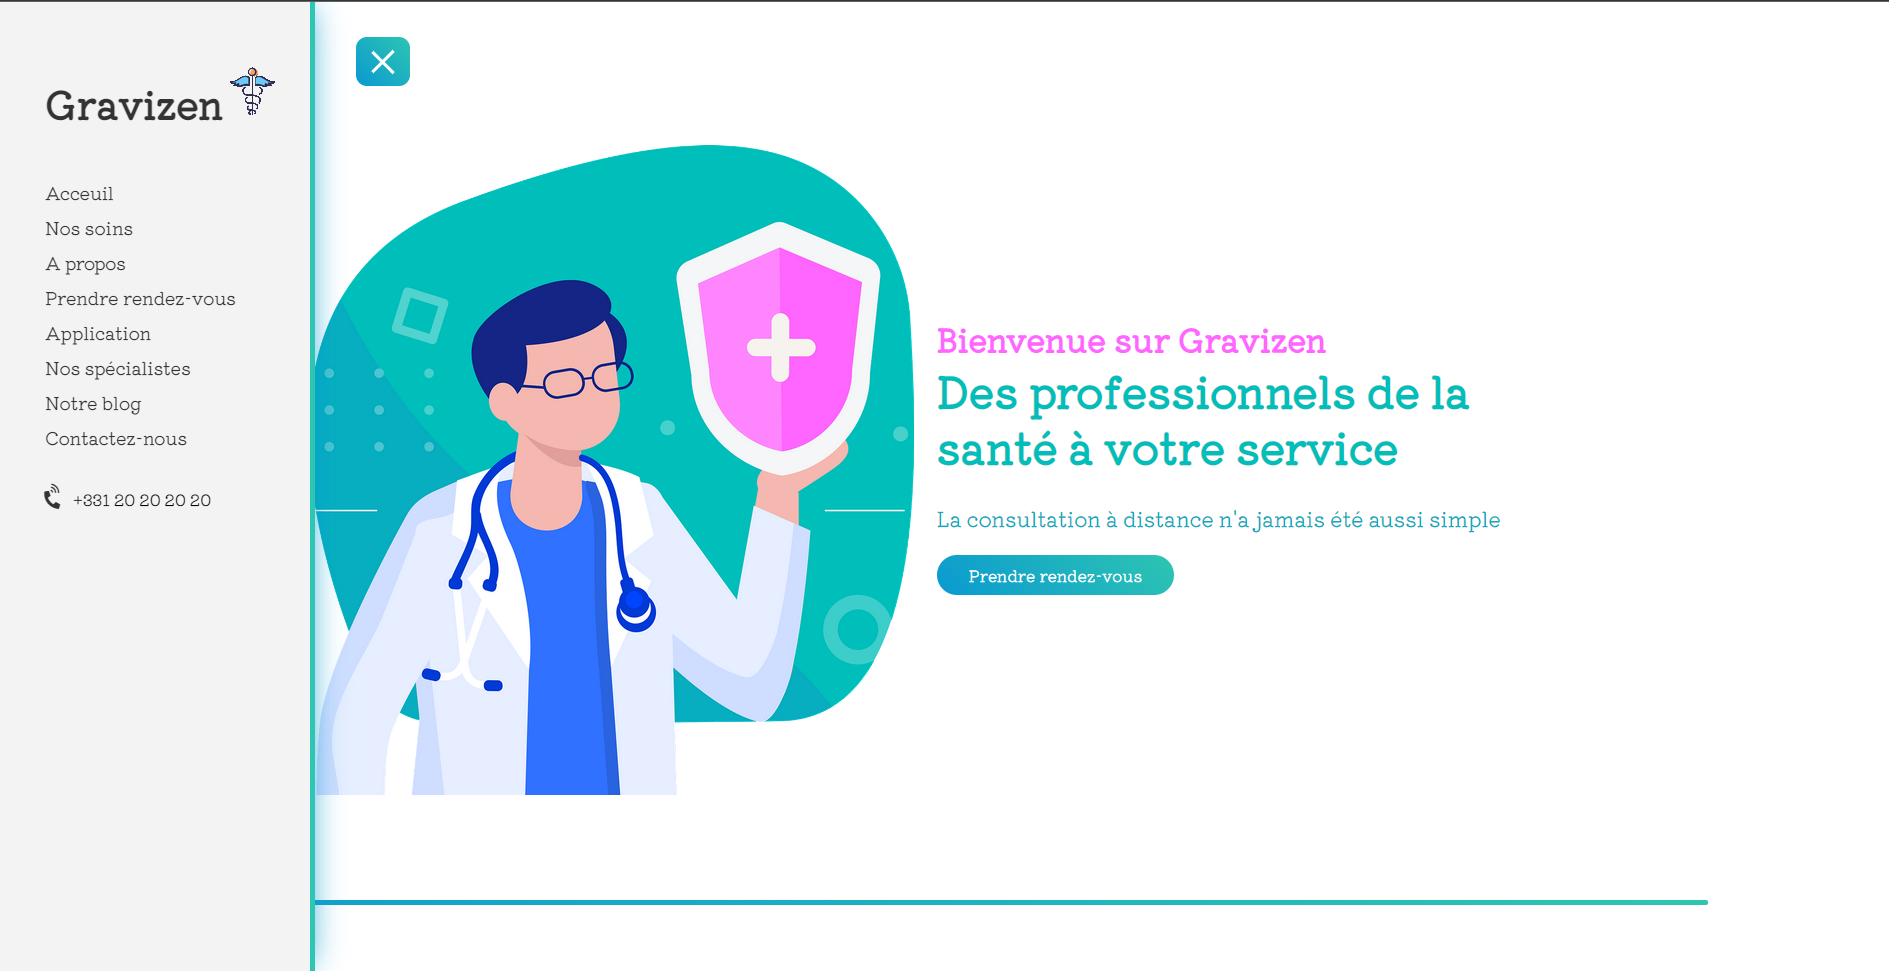 Gravizen
Acceuil
Nos soins
A propos
Prendre rendez-vous
Application
Nos spécialistes
Notre blog
Contactez-nous
+331 20 20 20 20
Bienvenue sur Gravizen
Des professionnels de la
santé à votre service
La consultation à distance n'a jamais été aussi simple
Prendre rendez-vous